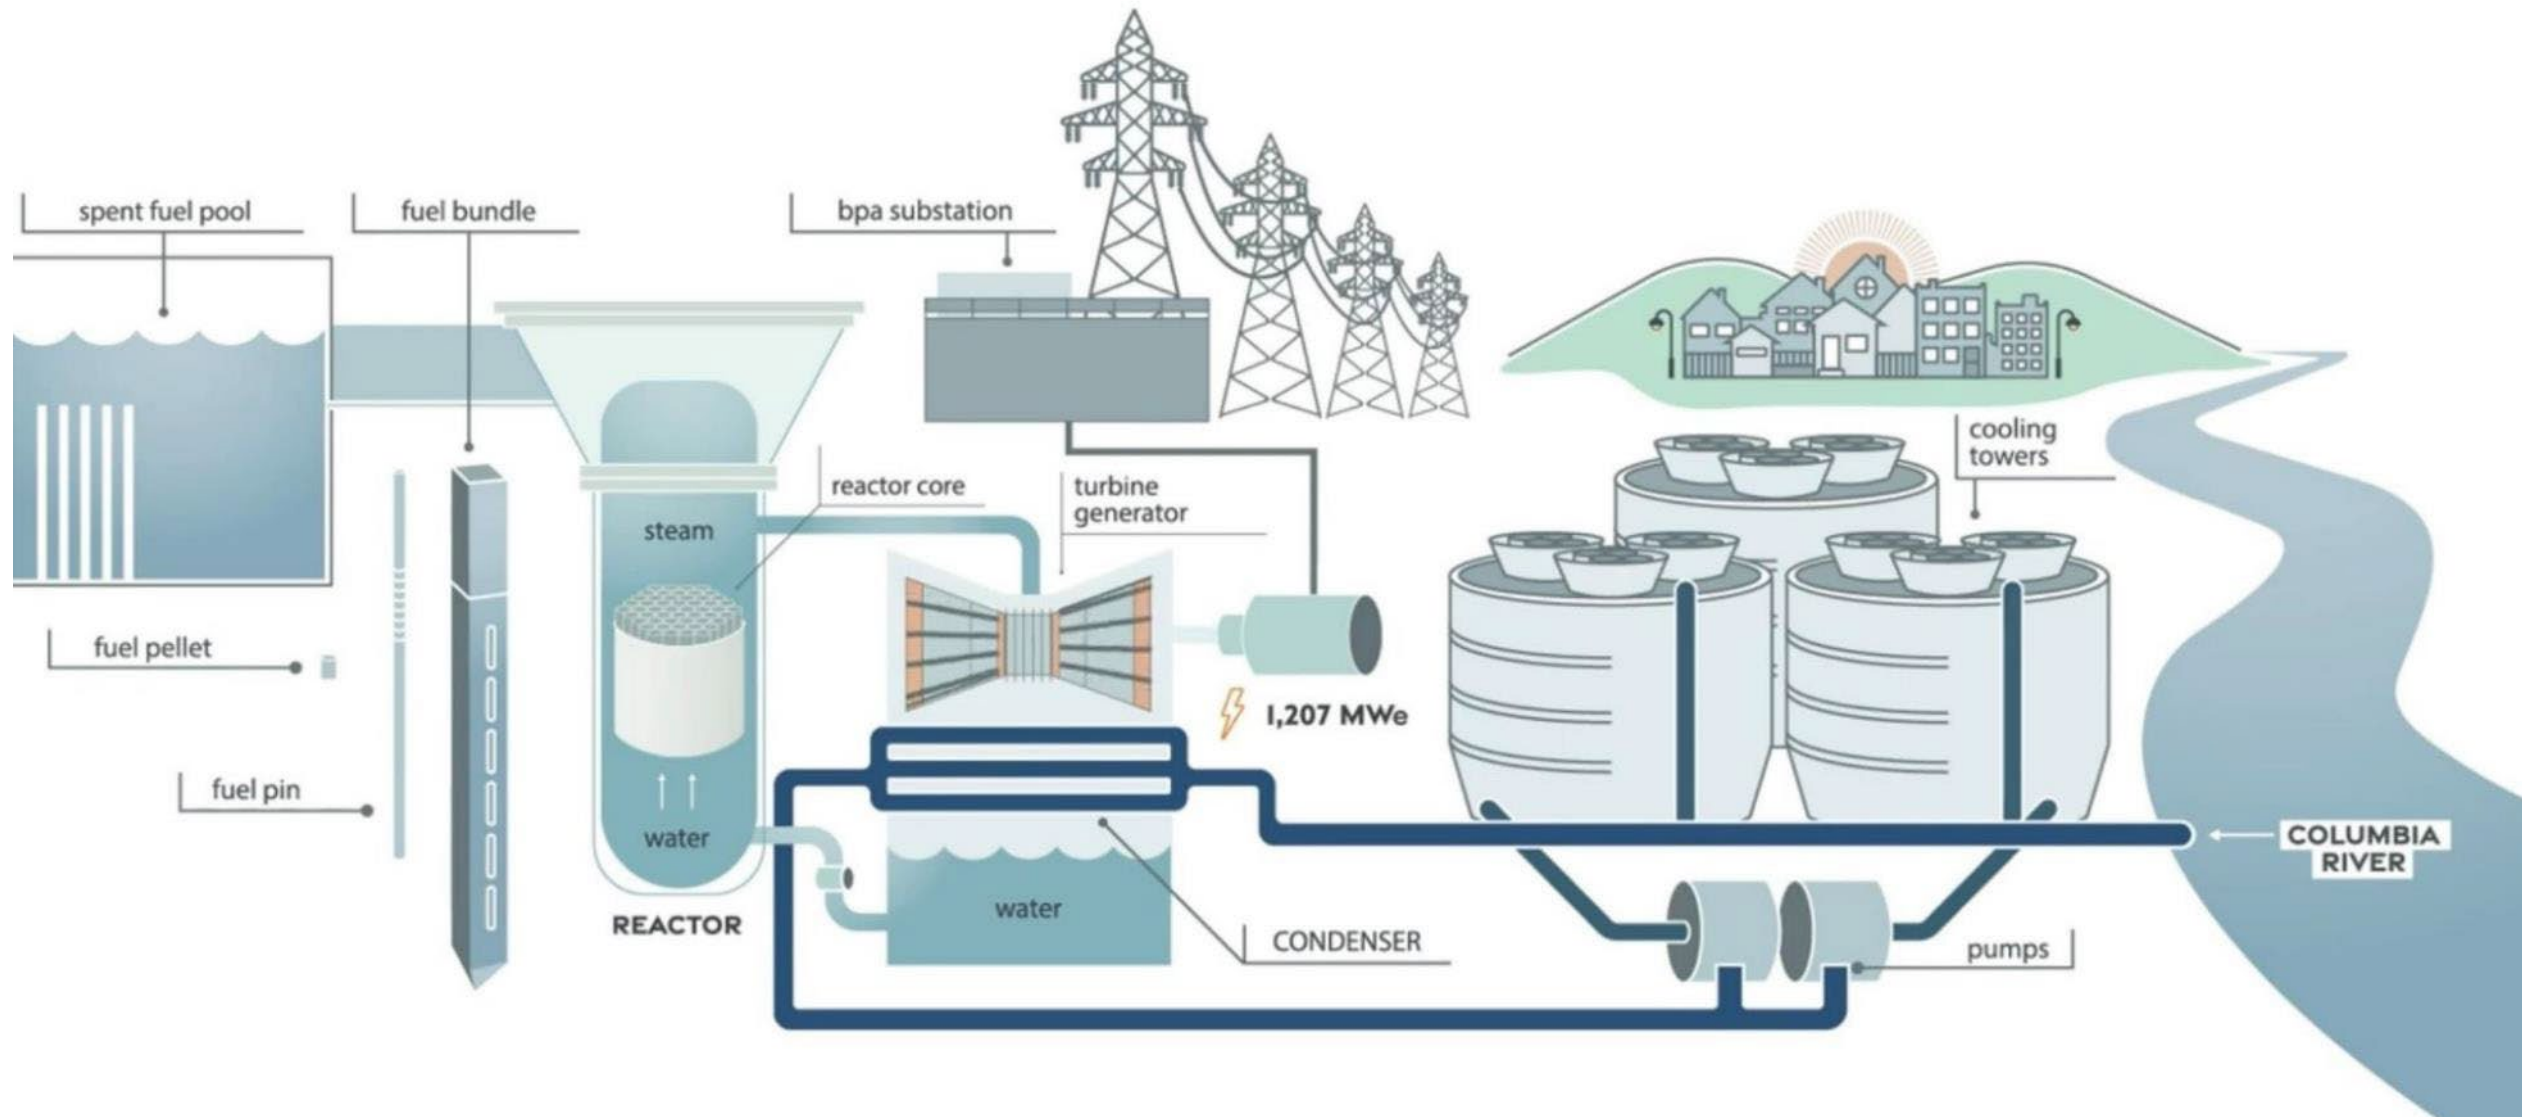 spent fuel pool
fuel bundle
bpa substation
cooling
towers
reactor core
turbine
generator
steam
fuel pellet
1,207 MWe
fuel pin
water
COLUMBIA
RIVER
REACTOR
water
CONDENSER
pumps